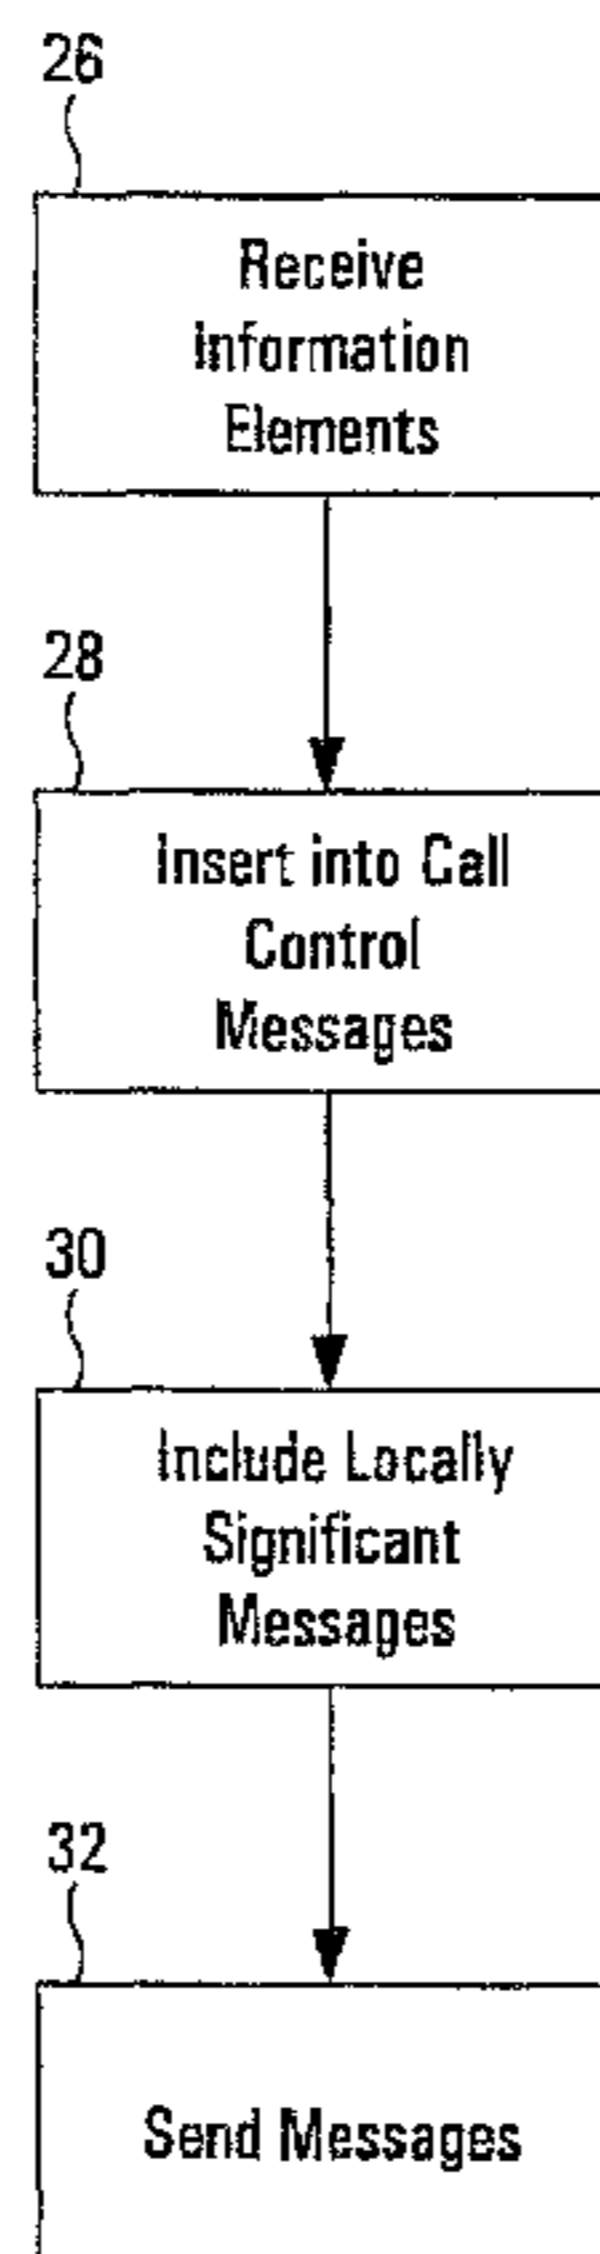 26
Receive
Information
Elements
28
Insert into Call
Control
Messages
30
Include Locally
Significant
Messages
32
Send Messages